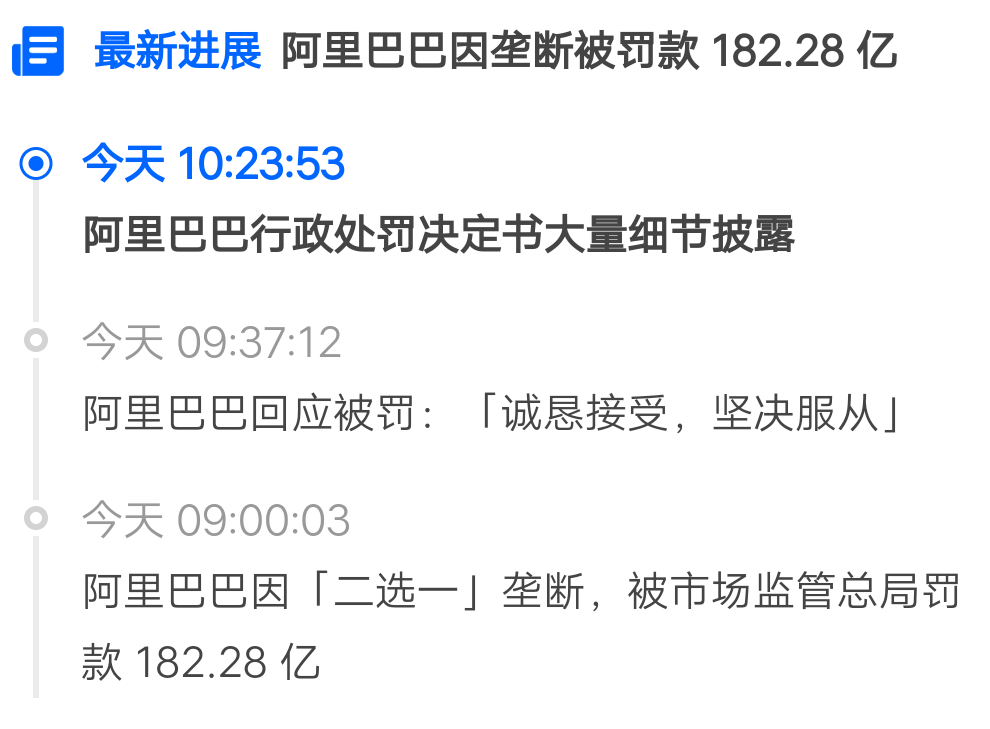 最新进展 阿里巴巴因垄断被罚款 182.28 亿
今天 10:23:53
阿里巴巴行政处罚决定书大量细节披露
今天 09:37:12
阿里巴巴回应被罚：「诚恳接受，坚决服从」
今天 09:00:03
阿里巴巴因「二选一」垄断，被市场监管总局罚
款 182.28 亿